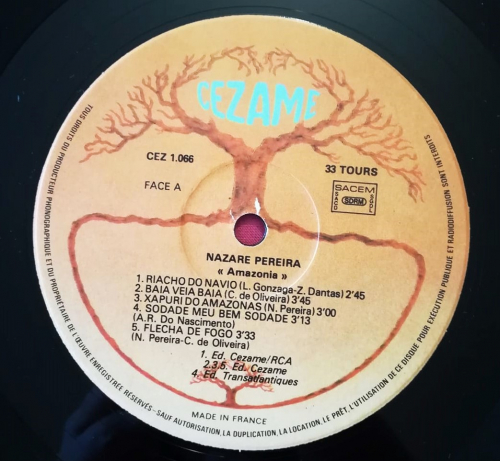 CEZAME
CEZ 1.066
33 TOURS
FACE A
SACEM
SACD SDRM SGDL
NAZARE PEREIRA
« Amazonia »
1. RIACHO DO NAVIO (L. Gonzaga-Z. Dantas) 2'45
2. BAIA VEIA BAIA (C. de Oliveira) 3'45
3. XAPURI DO AMAZONAS (N. Pereira) 3'00
4. SODADE MEU BEM SODADE 3'13
(A.R. Do Nascimento)
5. FLECHA DE FOGO 3'33
(N. Pereira-C. de Oliveira)
1. Ed. Cezame/RCA
2.3.5. Ed. Cezame
4. Ed. Transatlantiques
MADE IN FRANCE
TOUS DROITS DU PRODUCTEUR PHONOGRAPHIQUE ET DU PROPRIÉTAIRE DE L'ŒUVRE ENREGISTRÉE RÉSERVÉS - SAUF AUTORISATION, LA DUPLICATION, LA LOCATION, LE PRÊT, L'UTILISATION DE CE DISQUE POUR EXÉCUTION PUBLIQUE ET RADIODIFFUSION SONT INTERDITS